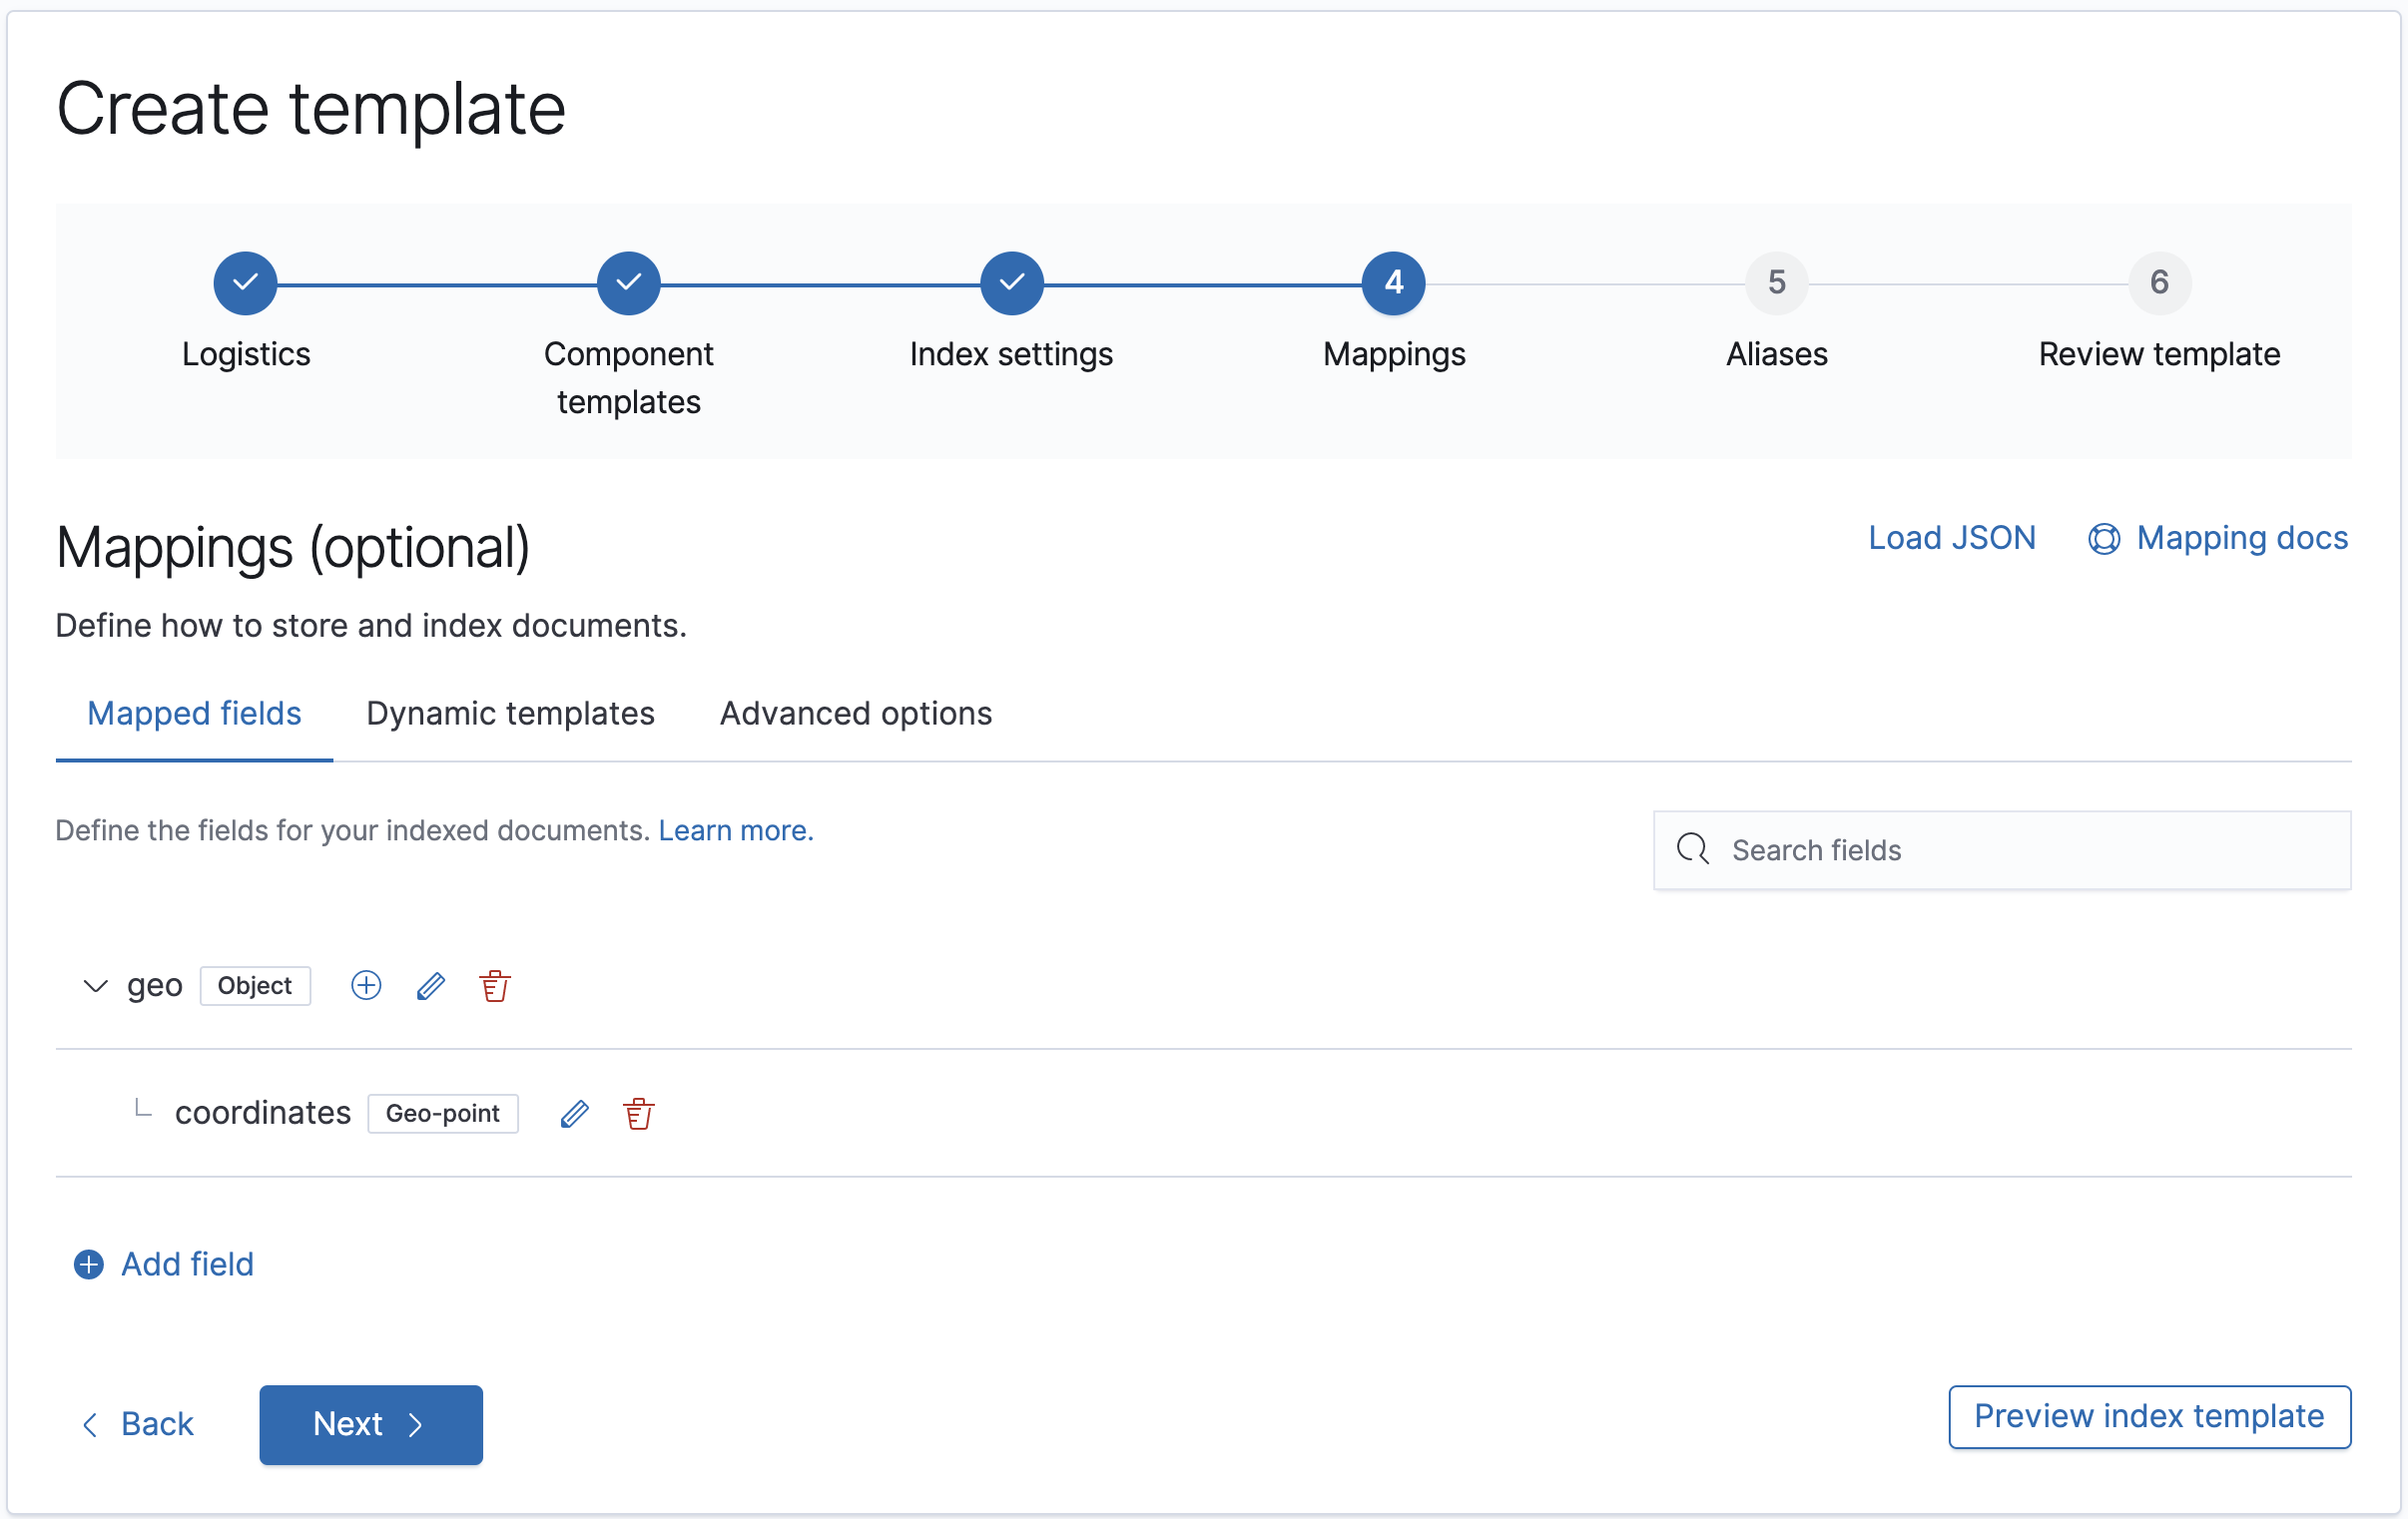 Create template
4
5
6
Logistics
Component
templates
Index settings
Mappings
Aliases
Review template
Mappings (optional)
Load JSON
Mapping docs
Define how to store and index documents.
Mapped fields
Dynamic templates
Advanced options
Define the fields for your indexed documents. Learn more.
Search fields
geo
Object
coordinates
Geo-point
Add field
Back
Next
Preview index template